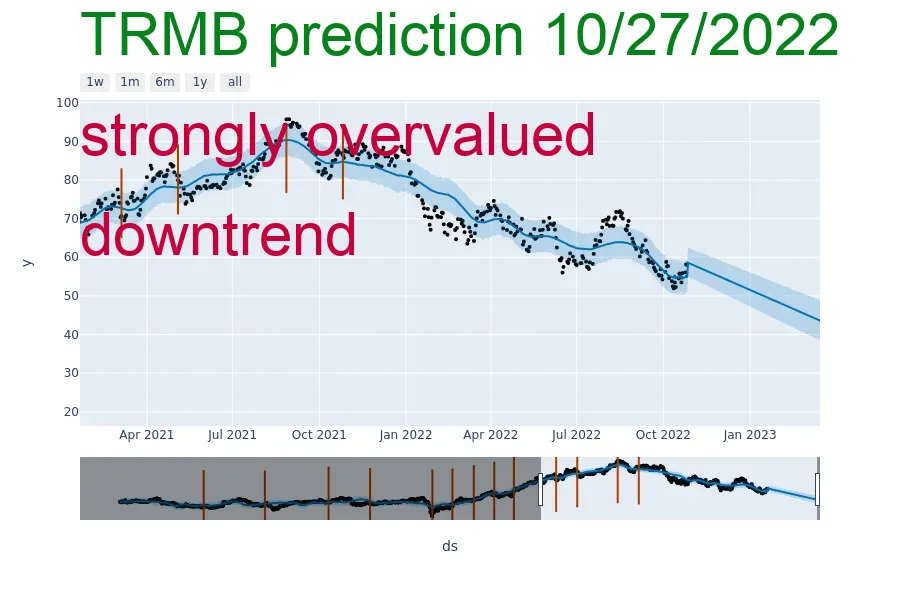 TRMB prediction 10/27/2022
1w 1m 6m 1y all
100
strongly overvalued
90
80
70
downtrend
60
y
50
40
30
20
Apr 2021 Jul 2021 Oct 2021 Jan 2022 Apr 2022 Jul 2022 Oct 2022 Jan 2023
ds